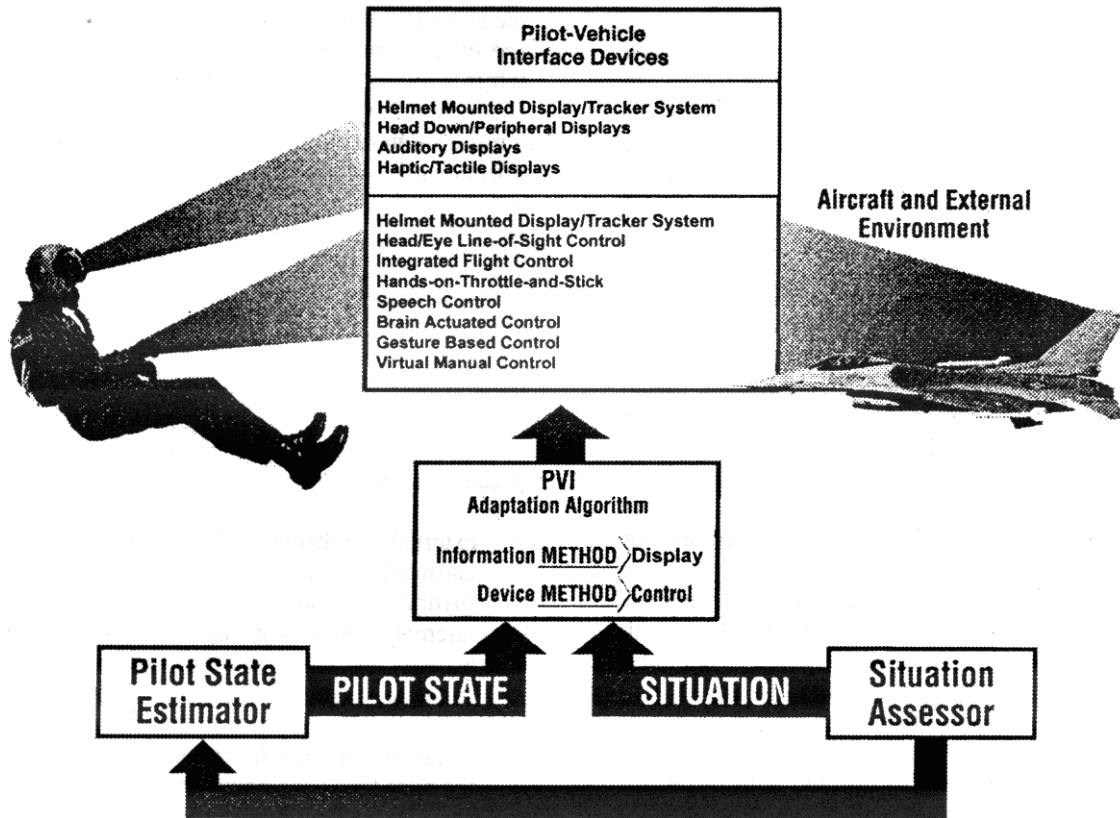 Pilot-Vehicle
Interface Devices
Helmet Mounted Display/Tracker System
Head Down/Peripheral Displays
Auditory Displays
Haptic/Tactile Displays
Helmet Mounted Display/Tracker System
Head/Eye Line-of-Sight Control
Integrated Flight Control
Hands-on-Throttle-and-Stick
Speech Control
Brain Actuated Control
Gesture Based Control
Virtual Manual Control
Aircraft and External
Environment
PVI
Adaptation Algorithm
Information METHOD Display
Device METHOD Control
Pilot State
Estimator
PILOT STATE
SITUATION
Situation
Assessor